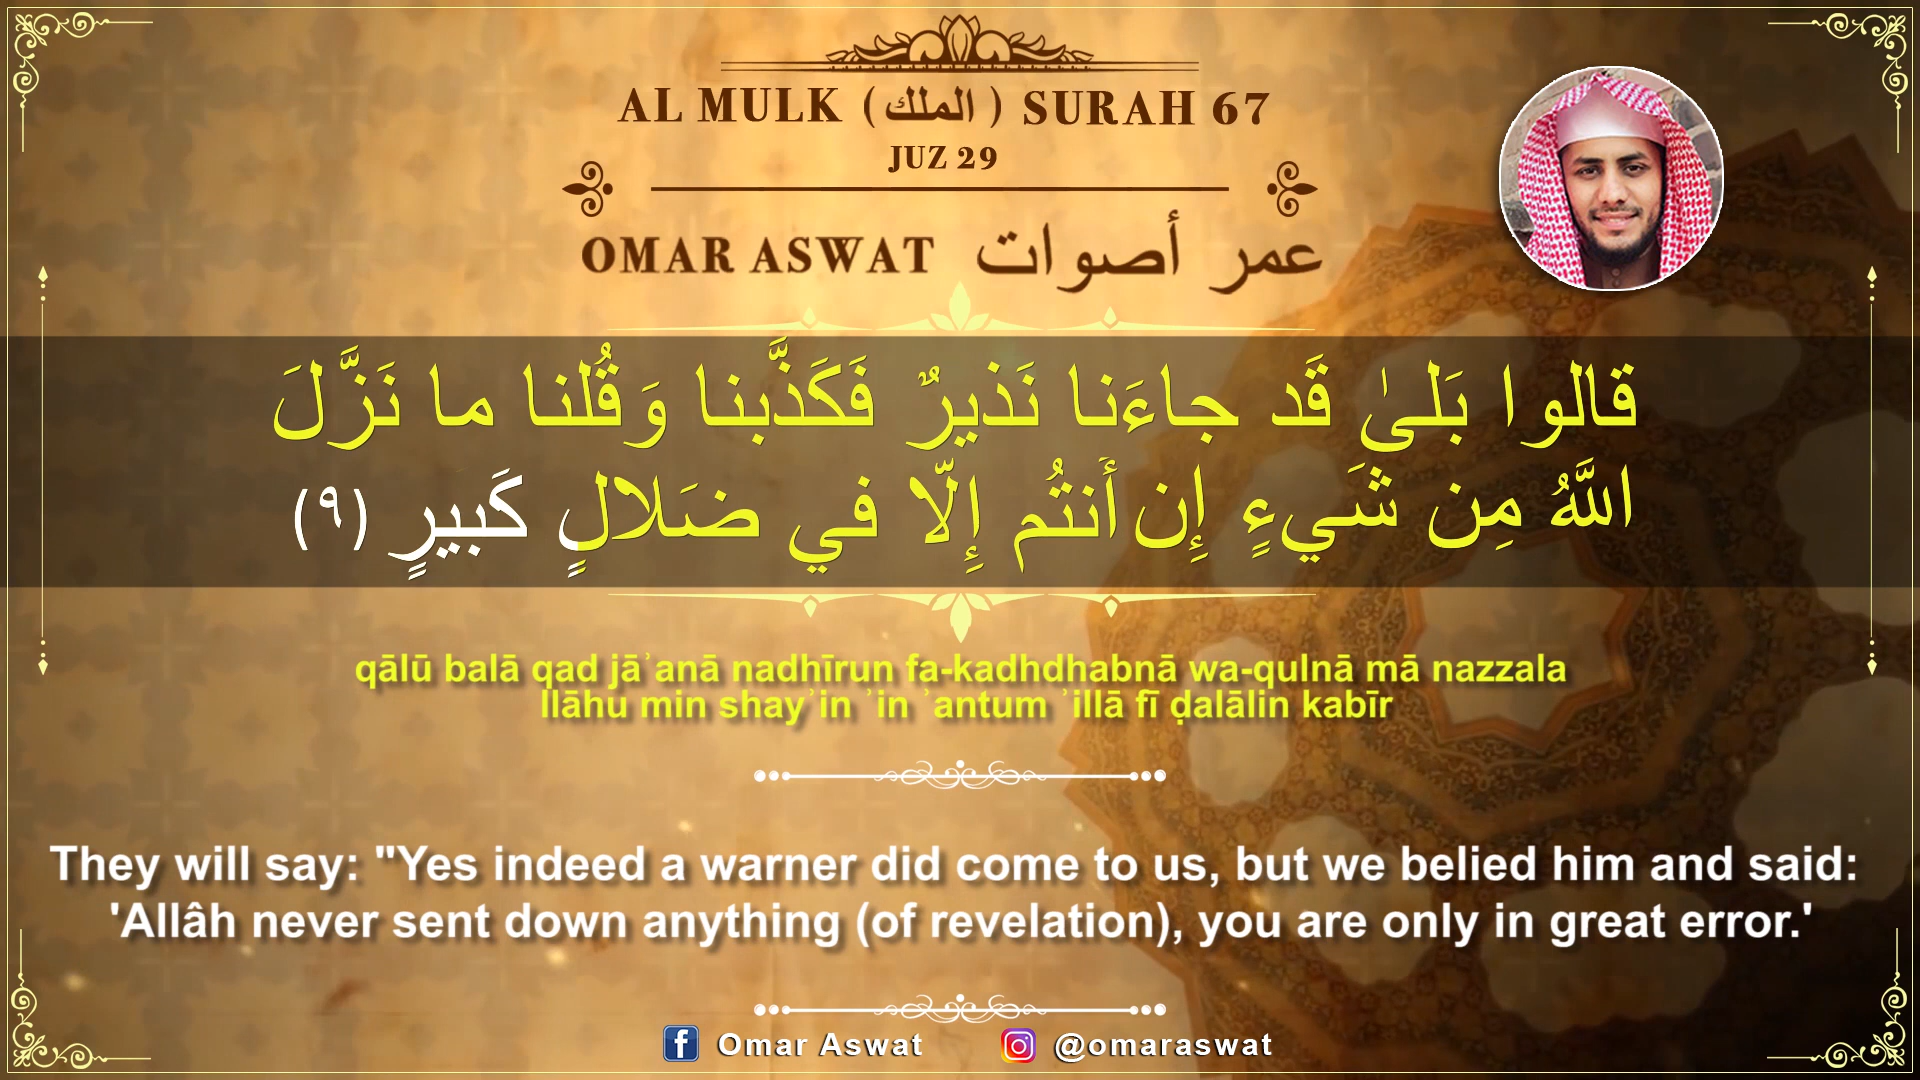 AL MULK (الملك) SURAH 67
JUZ 29
OMAR ASWAT عمر أصوات
قالوا بَلىٰ قَد جاءَنا نَذيرٌ فَكَذَّبنا وَقُلنا ما نَزَّلَ
اللَّهُ مِن شَيءٍ إِن أَنتُم إِلّا في ضَلالٍ كَبيرٍ (٩)
qālū balā qad jāʾanā nadhīrun fa-kadhdhabnā wa-qulnā mā nazzala
llāhu min shayʾin ʾin ʾantum ʾillā fī ḍalālin kabīr
They will say: "Yes indeed a warner did come to us, but we belied him and said:
'Allâh never sent down anything (of revelation), you are only in great error.'
Omar Aswat @omaraswat